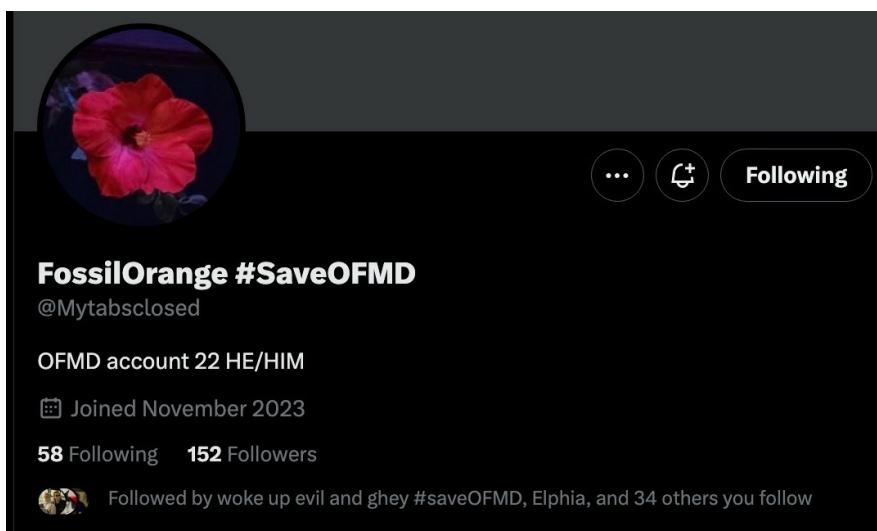 Following
FossilOrange #SaveOFMD
@Mytabsclosed
OFMD account 22 HE/HIM
Joined November 2023
58 Following 152 Followers
Followed by woke up evil and ghey #saveOFMD, Elphia, and 34 others you follow